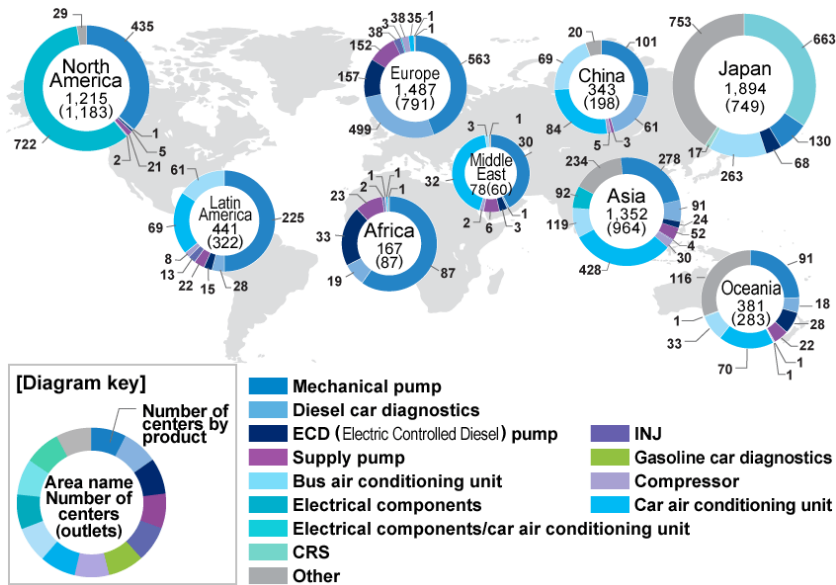 29
435
North
America
1,215
(1,183)
722
1
5
21
2
38
3
38
35
1
1
152
157
Europe
1,487
(791)
563
499
20
101
69
China
343
(198)
84
61
5
3
753
663
Japan
1,894
(749)
17
263
68
130
61
Latin
America
441
(322)
225
69
8
13
22
15
28
1
1
2
1
23
33
Africa
167
(87)
19
87
3
1
30
32
Middle
East
78(60)
2
6
3
1
234
278
92
Asia
1,352
(964)
119
91
24
52
4
30
428
116
91
Oceania
381
(283)
18
28
22
1
1
1
33
70
[Diagram key]
Number of
centers by
product
Area name
Number of
centers
(outlets)
Mechanical pump
Diesel car diagnostics
ECD (Electric Controlled Diesel) pump
Supply pump
Bus air conditioning unit
Electrical components
Electrical components/car air conditioning unit
CRS
Other
INJ
Gasoline car diagnostics
Compressor
Car air conditioning unit